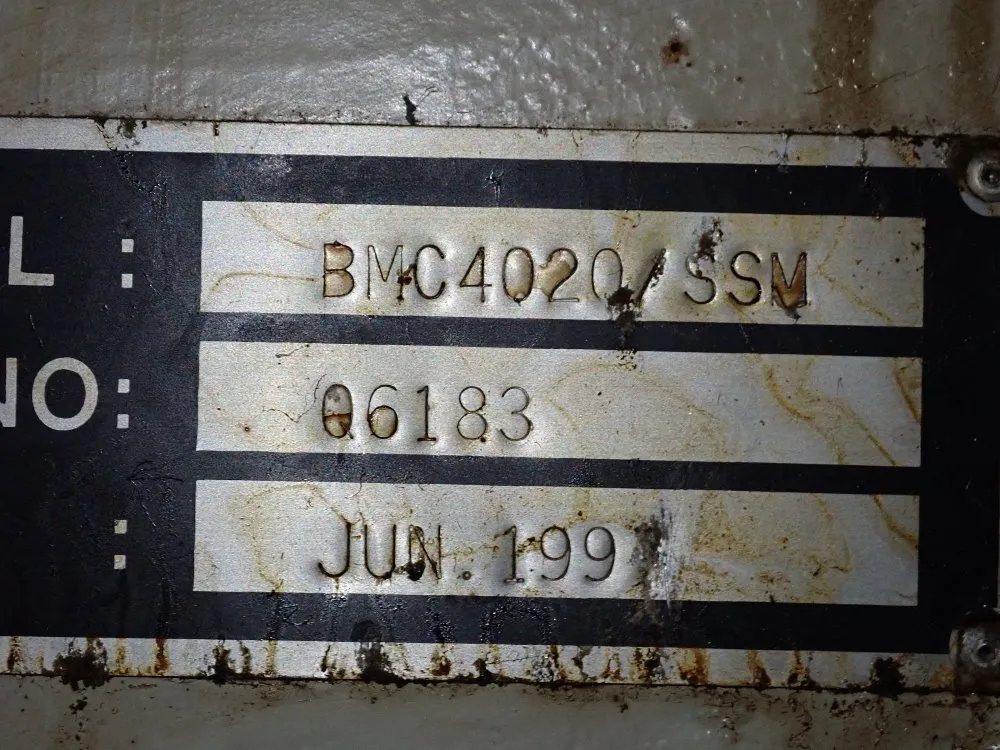 L : BMC4020/SSM
NO: 06183
: JUN.199